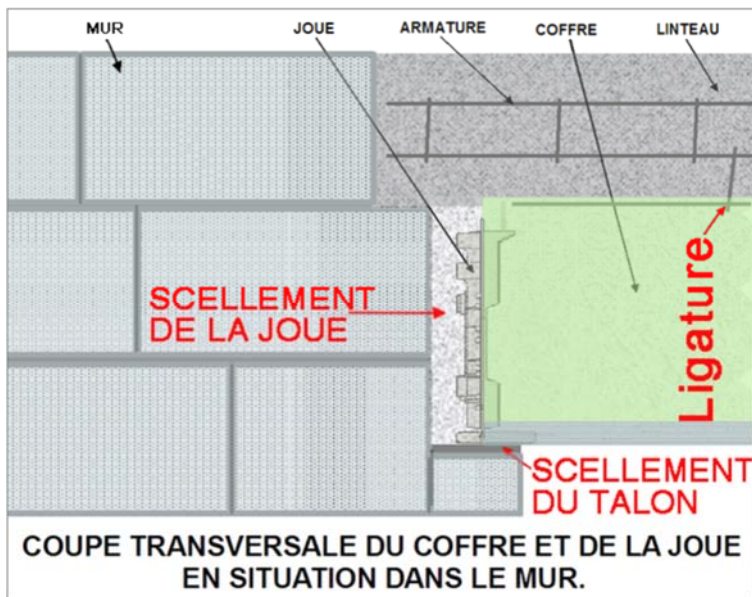 MUR JOUE ARMATURE COFFRE LINTEAU
SCELLEMENT
DE LA JOUE
Ligature
SCELLEMENT
DU TALON
COUPE TRANSVERSALE DU COFFRE ET DE LA JOUE
EN SITUATION DANS LE MUR.